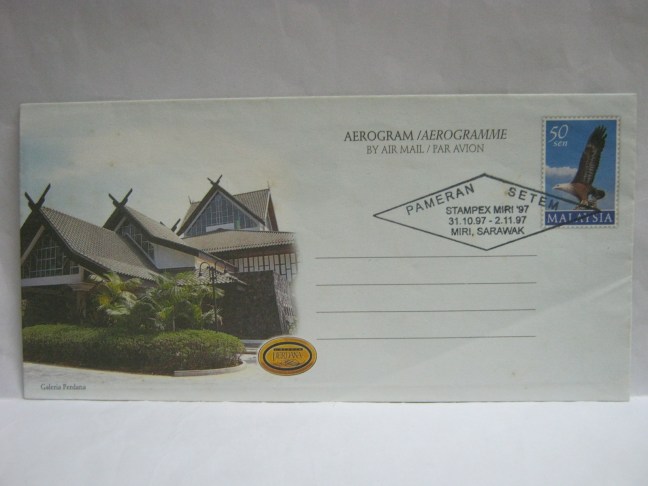 AEROGRAM / AEROGRAMME
BY AIR MAIL / PAR AVION
50
sen
MALAYSIA
PAMERAN SETEM
STAMPEX MIRI '97
31.10.97 - 2.11.97
MIRI, SARAWAK
PERDANA
Galeria Perdana